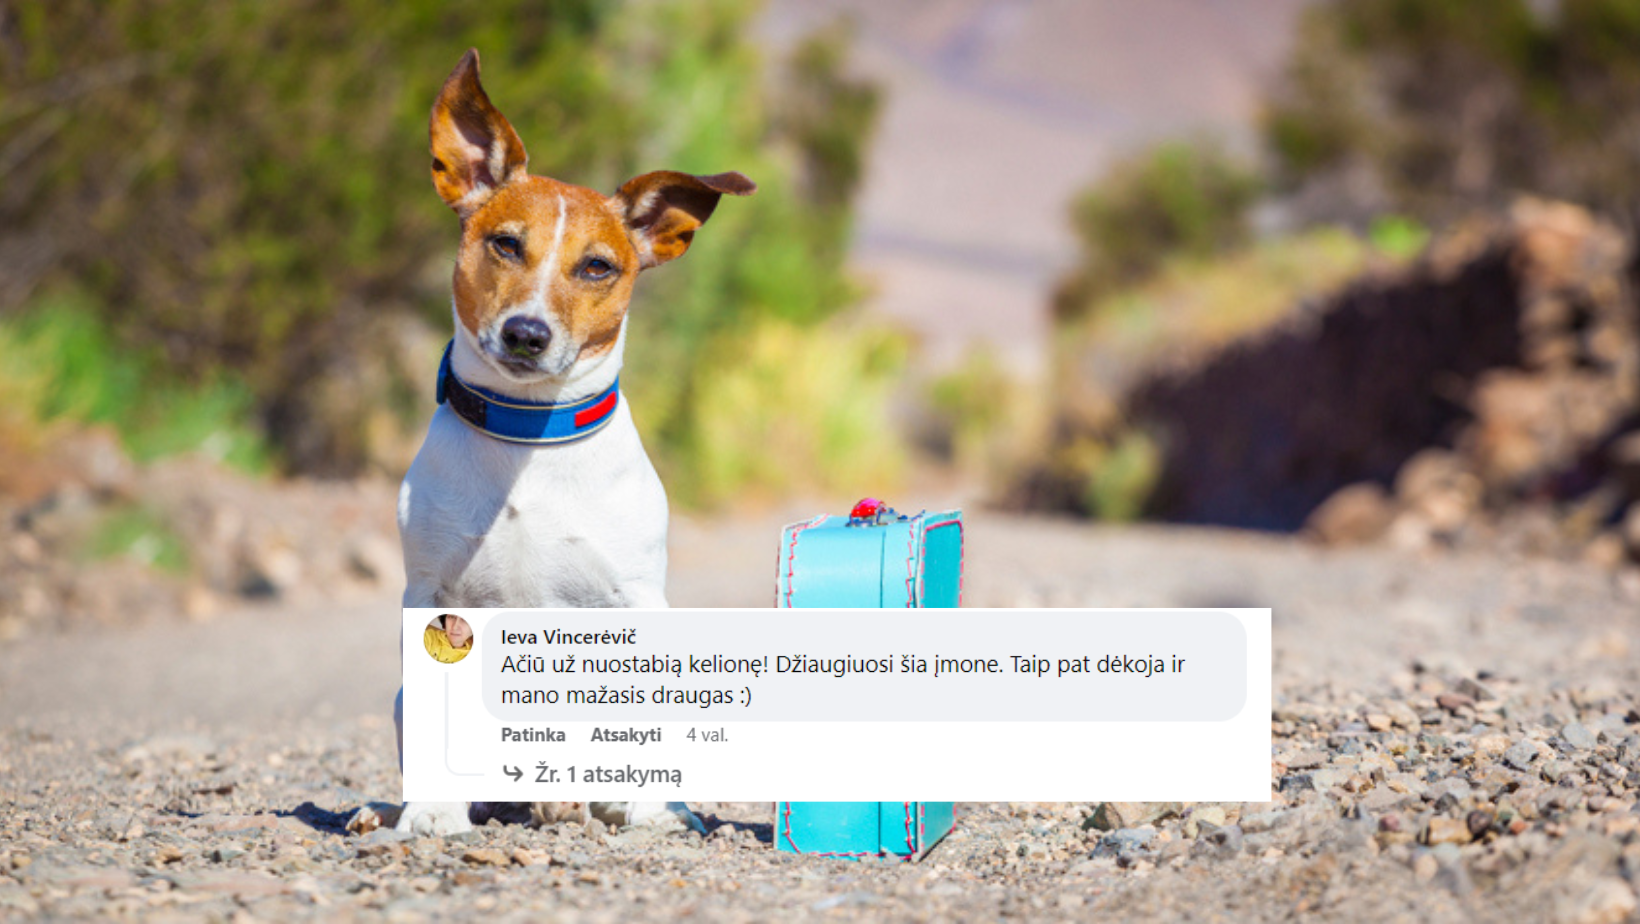 Ieva Vincerėvič
Ačiū už nuostabią kelionę! Džiaugiuosi šia įmone. Taip pat dėkoja ir
mano mažasis draugas :)
Patinka Atsakyti 4 val.
Žr. 1 atsakymą